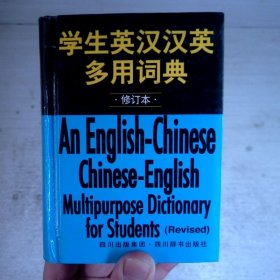 学生英汉汉英
多用词典
·修订本·
An English-Chinese
Chinese-English
Multipurpose Dictionary
for Students (Revised)
四川出版集团·四川辞书出版社